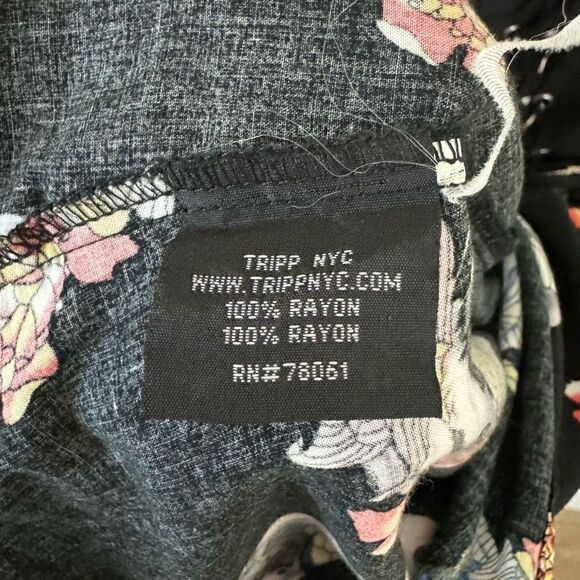 TRIPP NYC
WWW.TRIPPNYC.COM
100% RAYON
100% RAYON
RN#78061